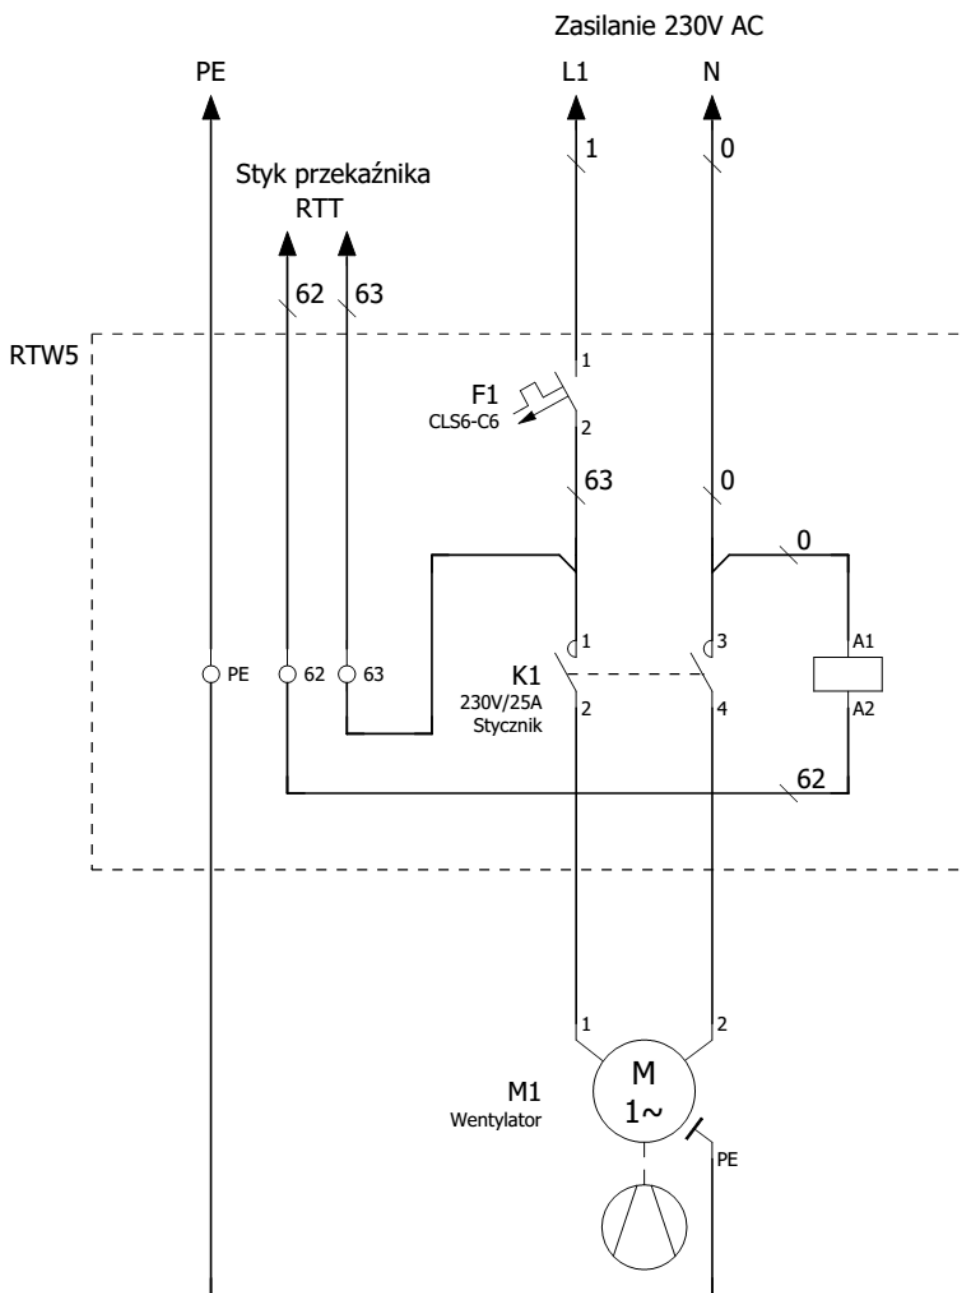 Zasilanie 230V AC
PE
L1
N
1
0
Styk przekaźnika
RTT
62
63
RTW5
1
F1
CLS6-C6
2
63
0
0
1
3
A1
PE
62
63
K1
230V/25A
Stycznik
2
4
A2
62
1
2
M
1~
M1
Wentylator
PE